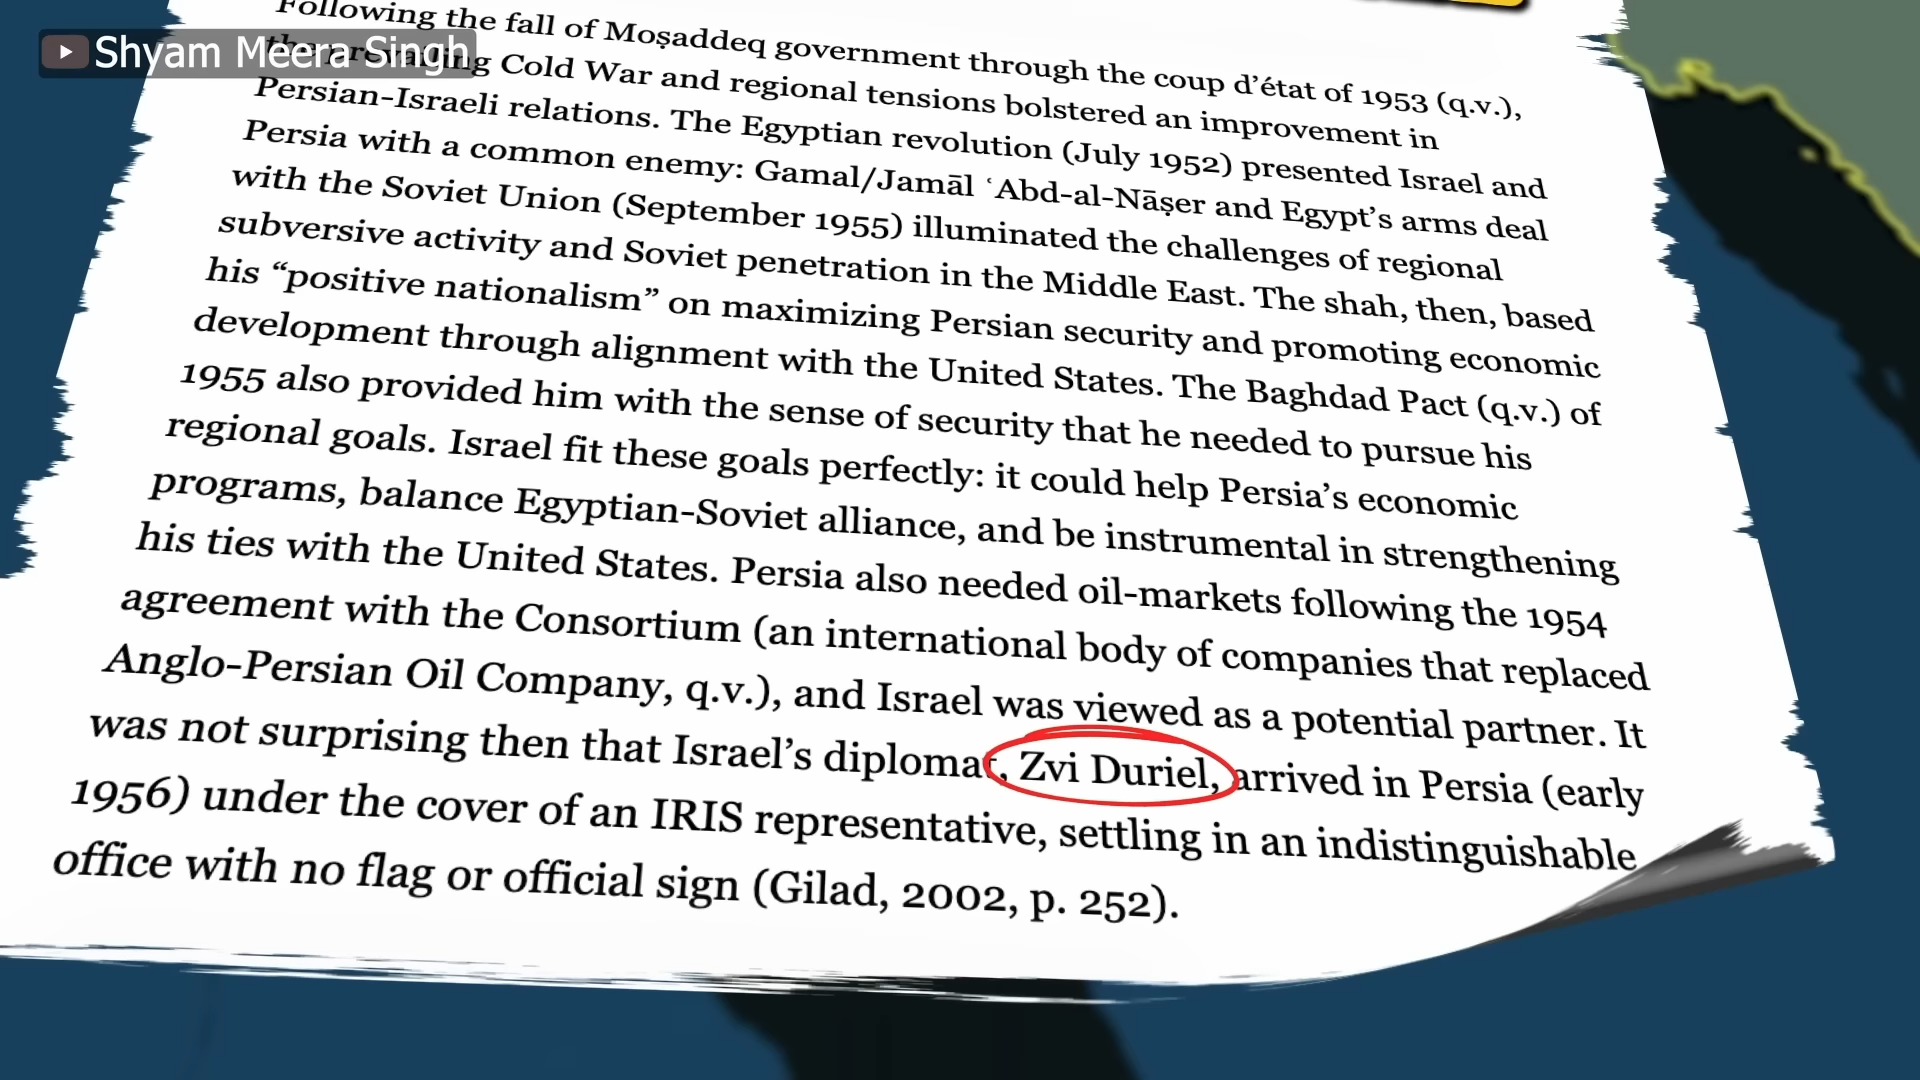 Shyam Meera Singh
Following the fall of Moṣaddeq government through the coup d’état of 1953 (q.v.),
the prevailing Cold War and regional tensions bolstered an improvement in
Persian-Israeli relations. The Egyptian revolution (July 1952) presented Israel and
Persia with a common enemy: Gamal/Jamāl ʿAbd-al-Nāṣer and Egypt’s arms deal
with the Soviet Union (September 1955) illuminated the challenges of regional
subversive activity and Soviet penetration in the Middle East. The shah, then, based
his “positive nationalism” on maximizing Persian security and promoting economic
development through alignment with the United States. The Baghdad Pact (q.v.) of
1955 also provided him with the sense of security that he needed to pursue his
regional goals. Israel fit these goals perfectly: it could help Persia’s economic
programs, balance Egyptian-Soviet alliance, and be instrumental in strengthening
his ties with the United States. Persia also needed oil-markets following the 1954
agreement with the Consortium (an international body of companies that replaced
Anglo-Persian Oil Company, q.v.), and Israel was viewed as a potential partner. It
was not surprising then that Israel’s diplomat, Zvi Duriel, arrived in Persia (early
1956) under the cover of an IRIS representative, settling in an indistinguishable
office with no flag or official sign (Gilad, 2002, p. 252).